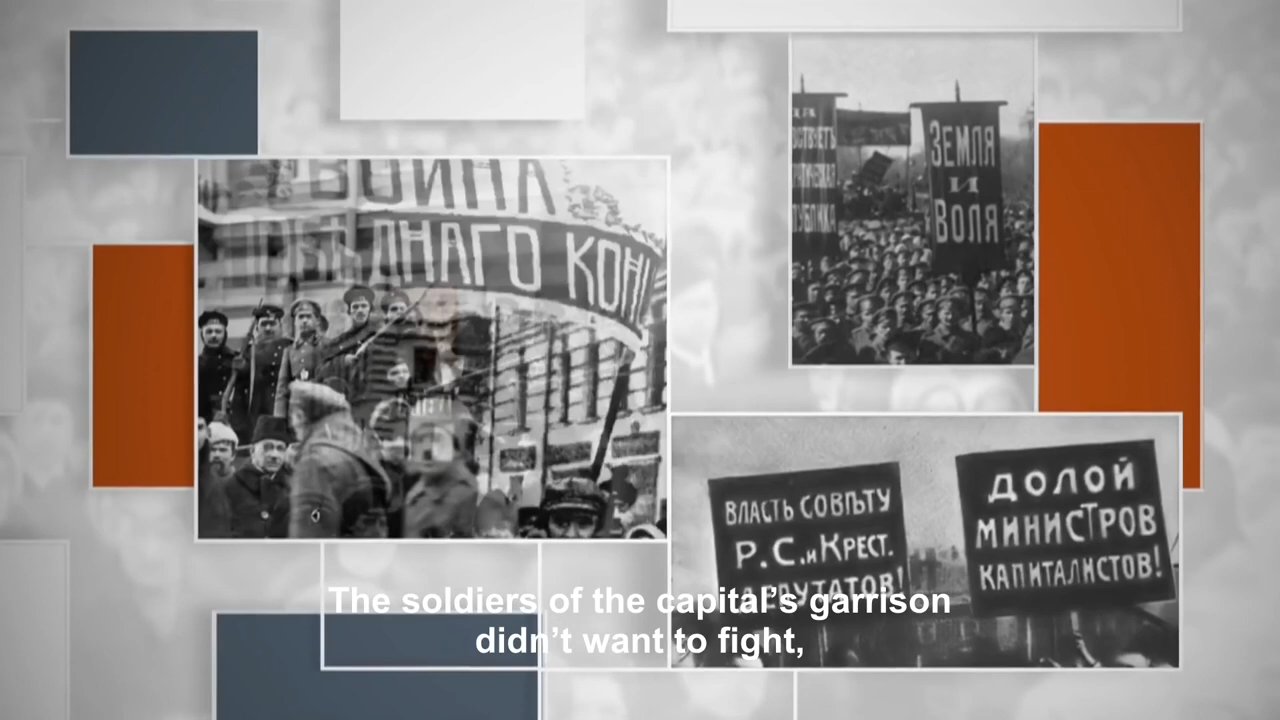 ВОЙНА
ПОБѢДНАГО КОН
ЗЕМЛЯ
И
ВОЛЯ
ВЛАСТЬ СОВѢТУ
Р.С.и КРЕСТ.
ДЕПУТАТОВ!
ДОЛОЙ
МИНИСТРОВ
КАПИТАЛИСТОВ!
The soldiers of the capital’s garrison
didn’t want to fight,